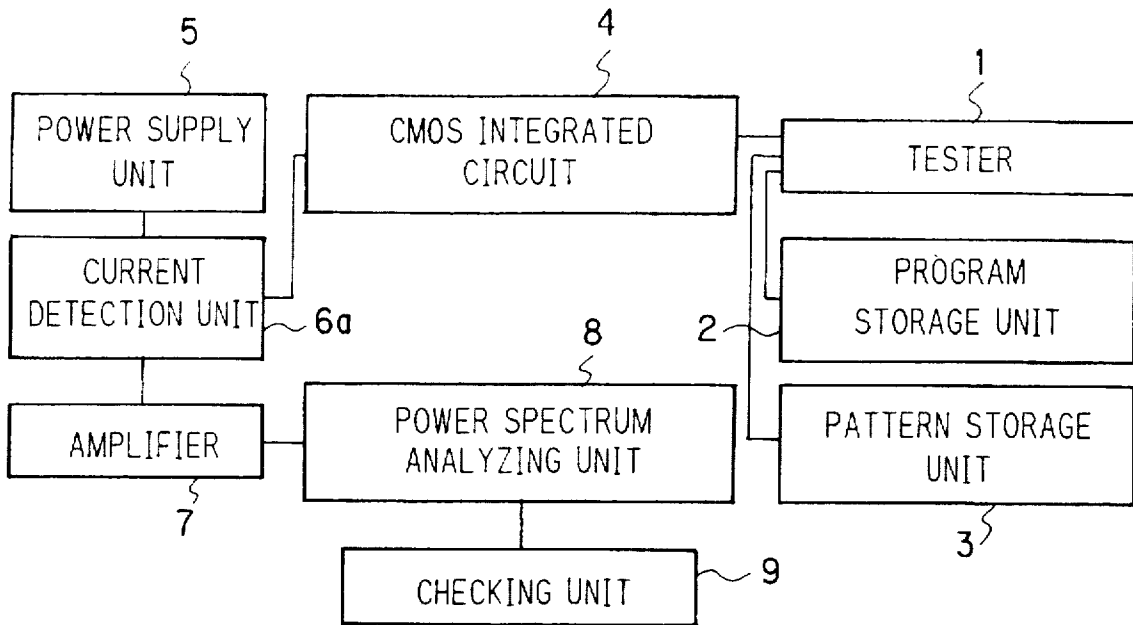 5
POWER SUPPLY
UNIT
4
CMOS INTEGRATED
CIRCUIT
1
TESTER
CURRENT
DETECTION UNIT
6a
PROGRAM
STORAGE UNIT
2
8
AMPLIFIER
7
POWER SPECTRUM
ANALYZING UNIT
PATTERN STORAGE
UNIT
3
CHECKING UNIT
9